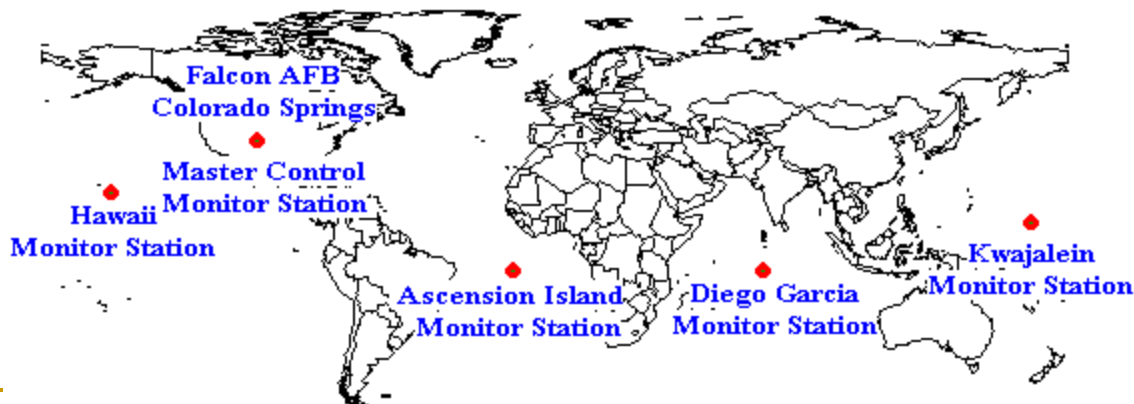 Falcon AFB
Colorado Springs
Master Control
Monitor Station
Hawaii
Monitor Station
Ascension Island
Monitor Station
Diego Garcia
Monitor Station
Kwajalein
Monitor Station